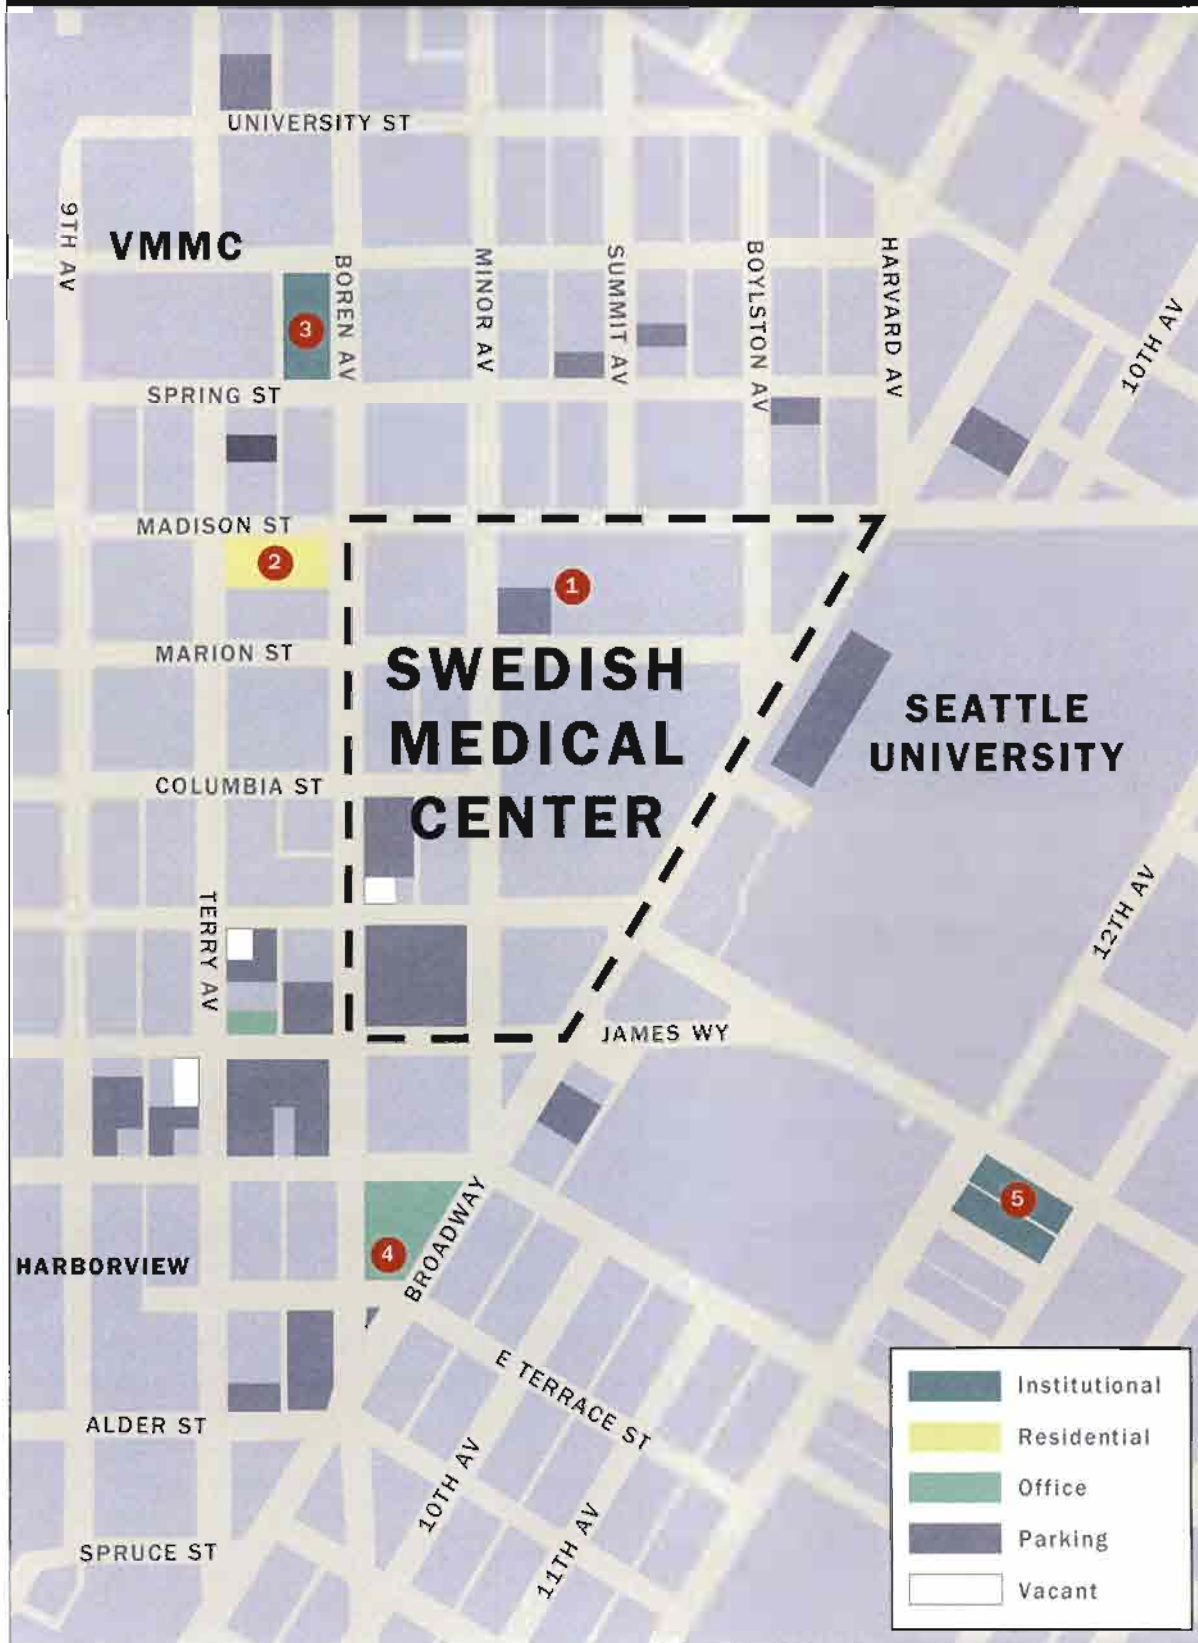 UNIVERSITY ST
9TH AV
VMMC
BOREN AV
MINOR AV
SUMMIT AV
BOYLSTON AV
HARVARD AV
10TH AV
3
SPRING ST
MADISON ST
2
1
MARION ST
SWEDISH
MEDICAL
CENTER
SEATTLE
UNIVERSITY
COLUMBIA ST
TERRY AV
12TH AV
JAMES WY
5
BROADWAY
4
HARBORVIEW
E TERRACE ST
ALDER ST
10TH AV
11TH AV
SPRUCE ST
Institutional
Residential
Office
Parking
Vacant